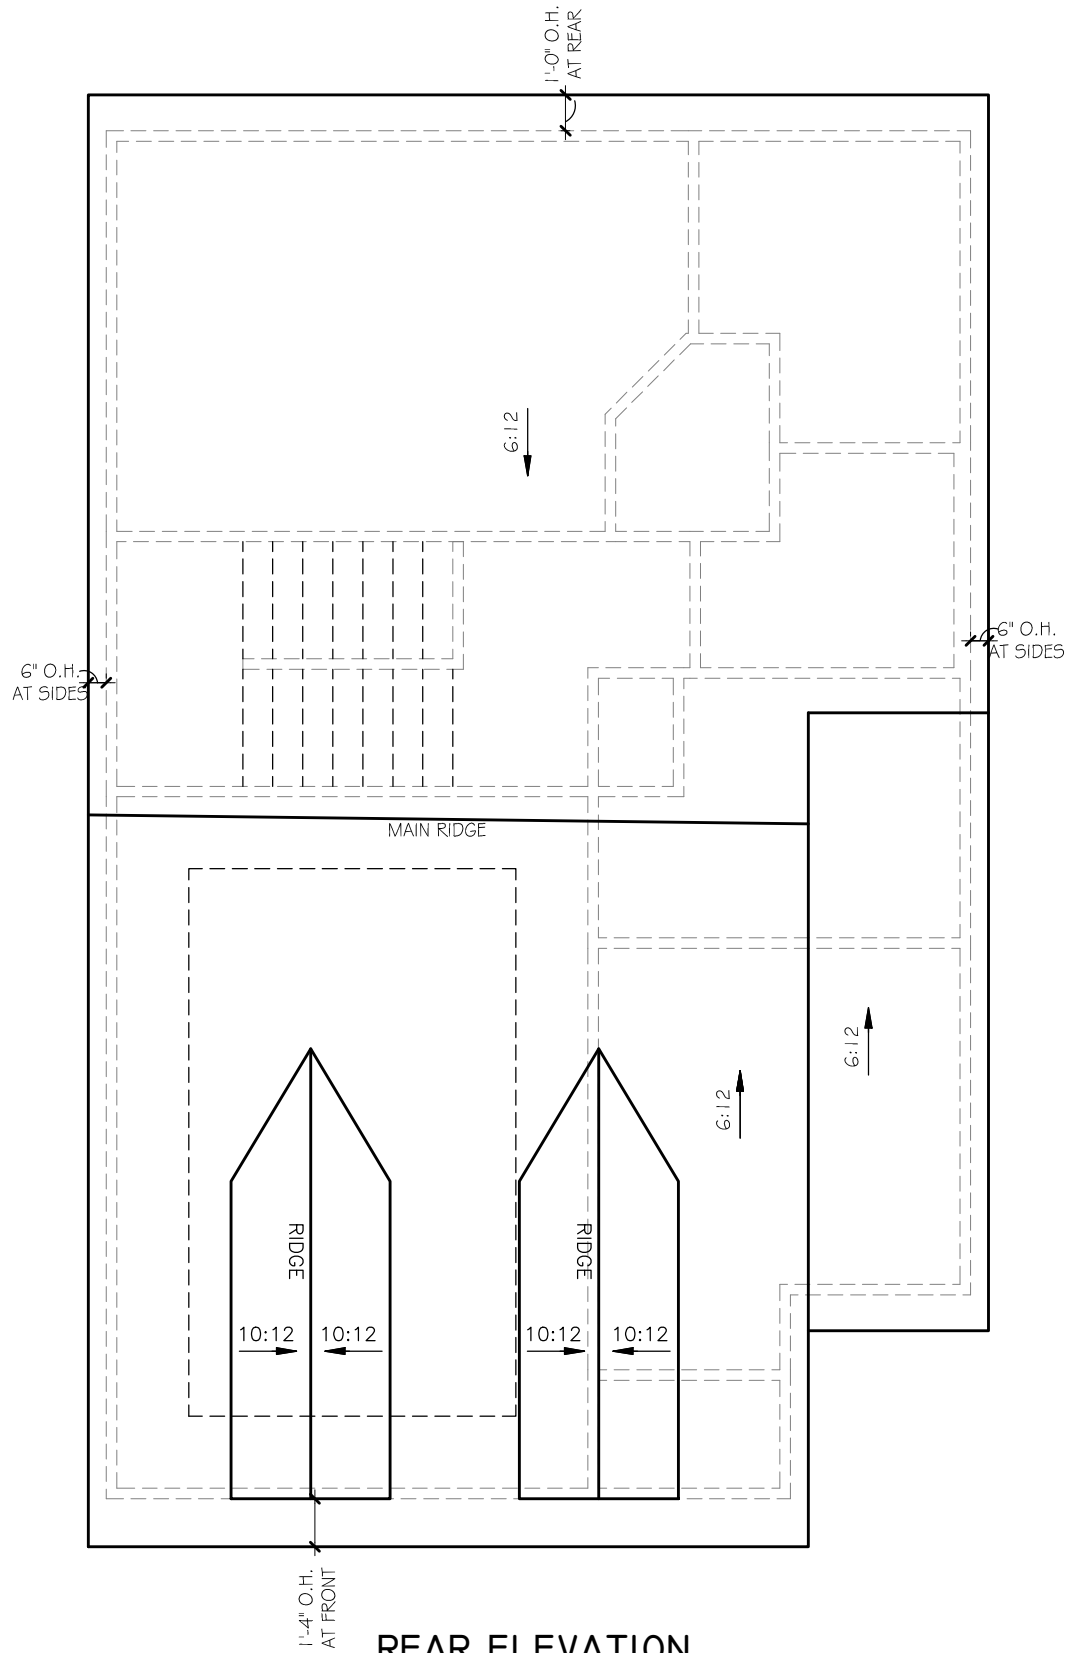 1'-0" O.H.
AT REAR
6:12
6" O.H.
AT SIDES
6" O.H.
AT SIDES
MAIN RIDGE
6:12
6:12
RIDGE
RIDGE
10:12
10:12
10:12
10:12
1'-4" O.H.
AT FRONT
REAR ELEVATION